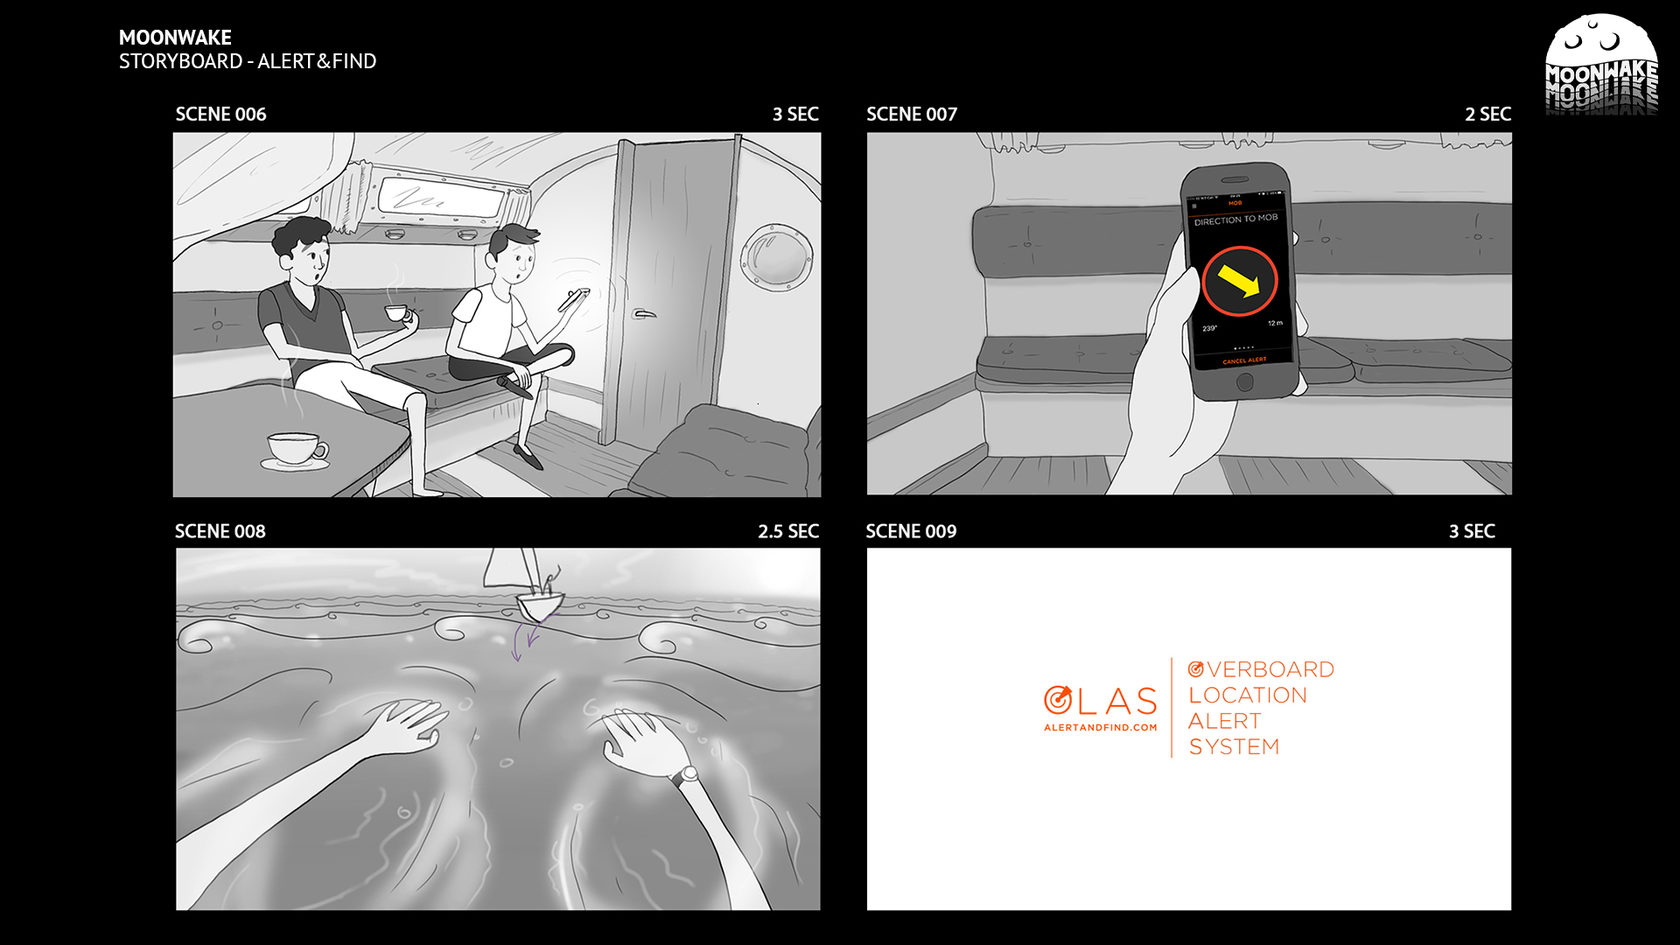 MOONWAKE
STORYBOARD - ALERT&FIND
MOONWAKE
MOONWAKE
SCENE 006
3 SEC
SCENE 007
2 SEC
MOB
DIRECTION TO MOB
239°
12 m
CANCEL ALERT
SCENE 008
2.5 SEC
SCENE 009
3 SEC
OLAS
ALERTANDFIND.COM
OVERBOARD
LOCATION
ALERT
SYSTEM